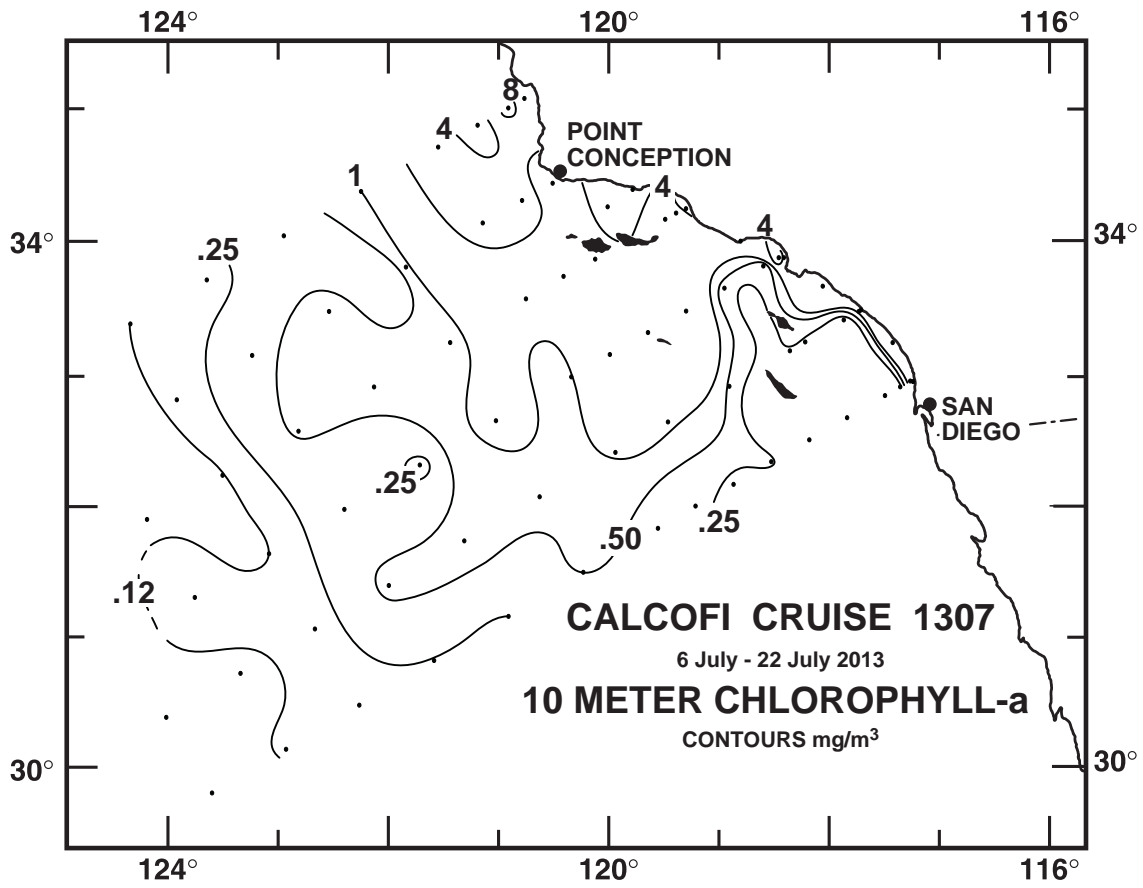 124° 120° 116°
8
4
POINT
CONCEPTION
1
4
4
34° 34°
.25
SAN
DIEGO
.25
.25
.50
.12
CALCOFI CRUISE 1307
6 July - 22 July 2013
10 METER CHLOROPHYLL-a
CONTOURS mg/m³
30° 30°
124° 120° 116°